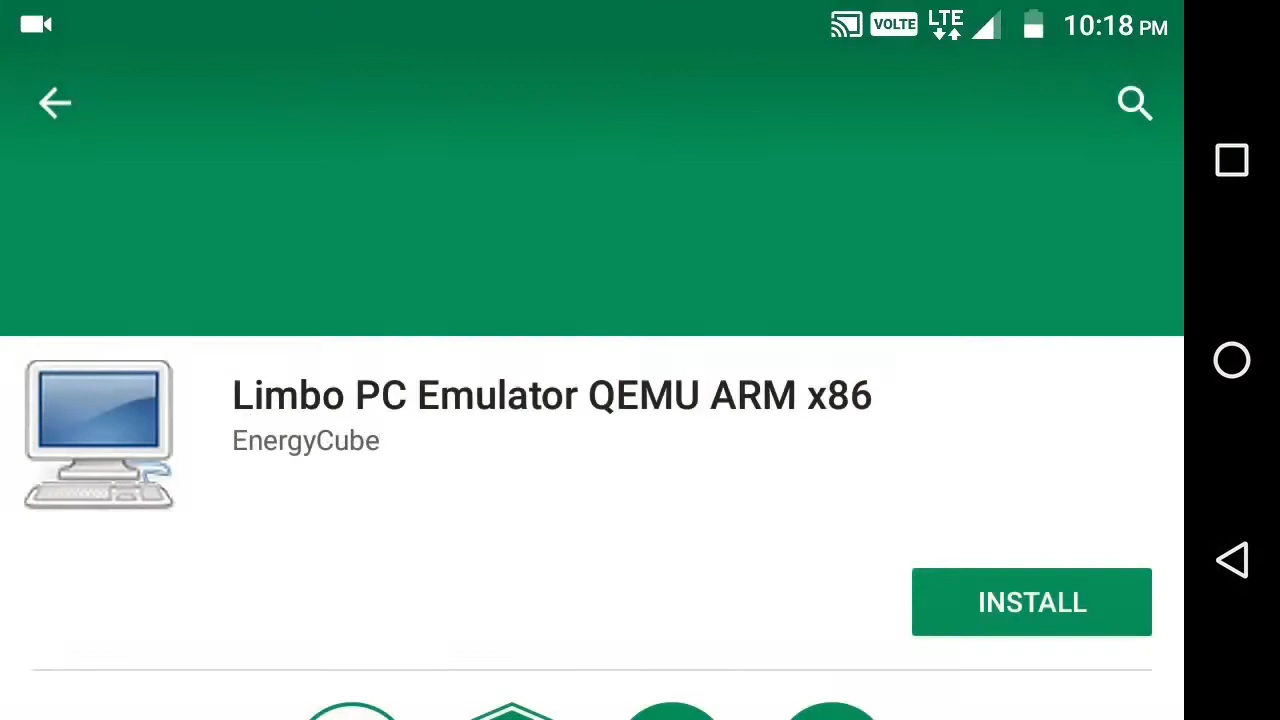 VOLTE LTE 10:18 PM
Limbo PC Emulator QEMU ARM x86
EnergyCube
INSTALL